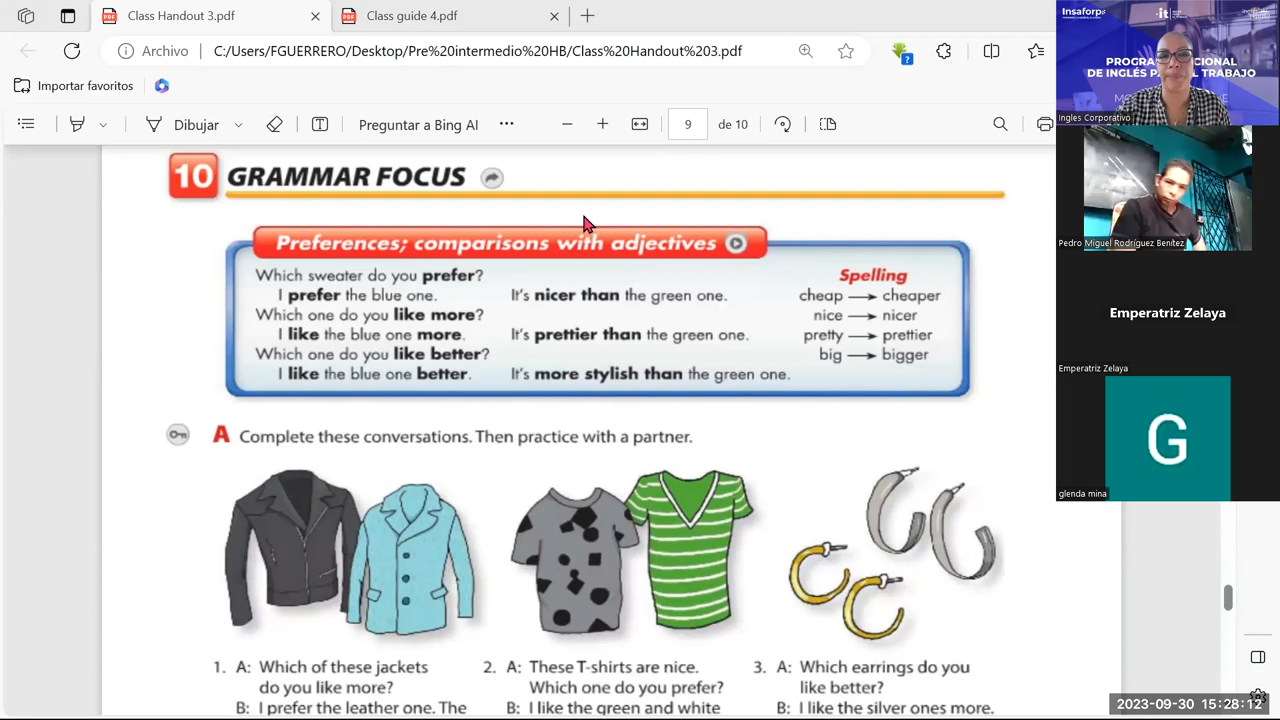 Class Handout 3.pdf
class guide 4.pdf
Archivo
C:/Users/FGUERRERO/Desktop/Pre%20intermedio%20HB/Class%20Handout%203.pdf
Importar favoritos
Dibujar
Preguntar a Bing AI
9
de 10
10 GRAMMAR FOCUS
Preferences; comparisons with adjectives
Which sweater do you prefer?
I prefer the blue one. It's nicer than the green one.
Which one do you like more?
I like the blue one more. It's prettier than the green one.
Which one do you like better?
I like the blue one better. It's more stylish than the green one.
Spelling
cheap → cheaper
nice → nicer
pretty → prettier
big → bigger
A Complete these conversations. Then practice with a partner.
1. A: Which of these jackets
do you like more?
B: I prefer the leather one. The
2. A: These T-shirts are nice.
Which one do you prefer?
B: I like the green and white
3. A: Which earrings do you
like better?
B: I like the silver ones more.
Insaforp
it
Ingles Corporativo
Pedro Miguel Rodríguez Benítez
Emperatriz Zelaya
Emperatriz Zelaya
G
glenda mina
2023-09-30 15:28:12